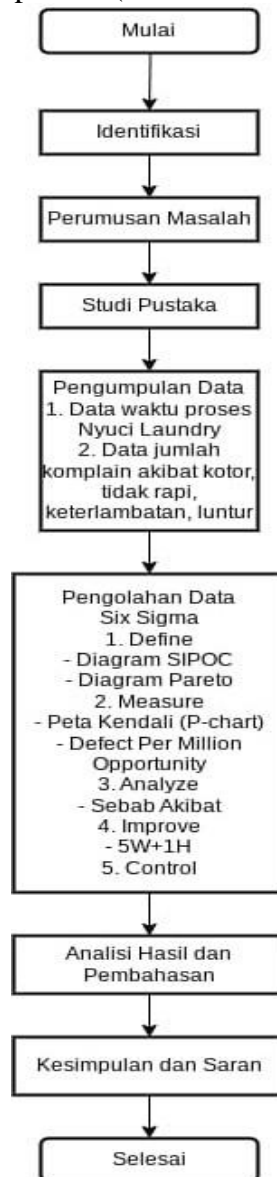 Mulai
Identifikasi
Perumusan Masalah
Studi Pustaka
Pengumpulan Data
1. Data waktu proses
Nyuci Laundry
2. Data jumlah
komplain akibat kotor,
tidak rapi,
keterlambatan, luntur
Pengolahan Data
Six Sigma
1. Define
- Diagram SIPOC
- Diagram Pareto
2. Measure
- Peta Kendali (P-chart)
- Defect Per Million
Opportunity
3. Analyze
- Sebab Akibat
4. Improve
- 5W+1H
5. Control
Analisi Hasil dan
Pembahasan
Kesimpulan dan Saran
Selesai